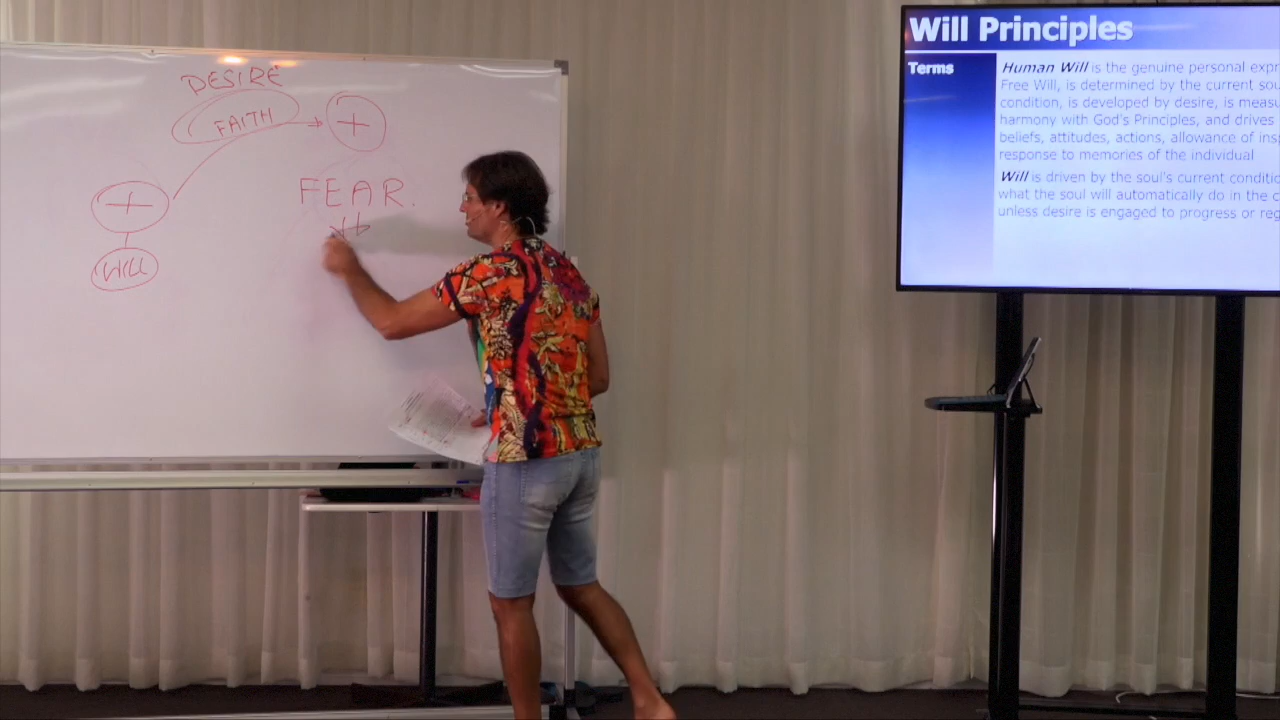 DESIRE
FAITH
+
FEAR.
+
WILL
Will Principles
Terms
Human Will is the genuine personal expr
Free Will, is determined by the current sou
condition, is developed by desire, is measu
harmony with God's Principles, and drives
beliefs, attitudes, actions, allowance of ins
response to memories of the individual
Will is driven by the soul's current conditio
what the soul will automatically do in the c
unless desire is engaged to progress or reg